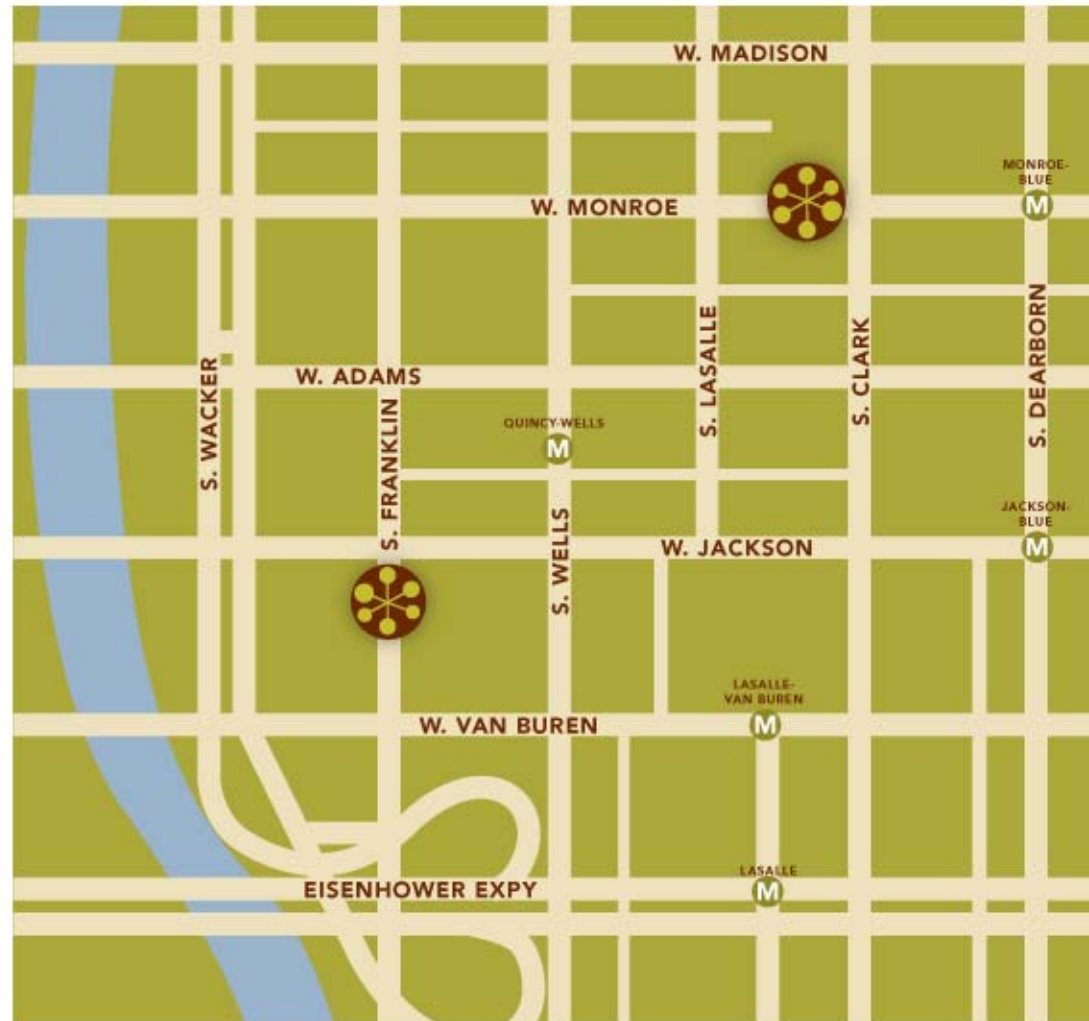 W. MADISON
MONROE-
BLUE
M
W. MONROE
S. WACKER
W. ADAMS
S. FRANKLIN
QUINCY-WELLS
M
S. WELLS
S. LASALLE
S. CLARK
S. DEARBORN
JACKSON-
BLUE
M
W. JACKSON
LASALLE-
VAN BUREN
M
W. VAN BUREN
LASALLE
M
EISENHOWER EXPY